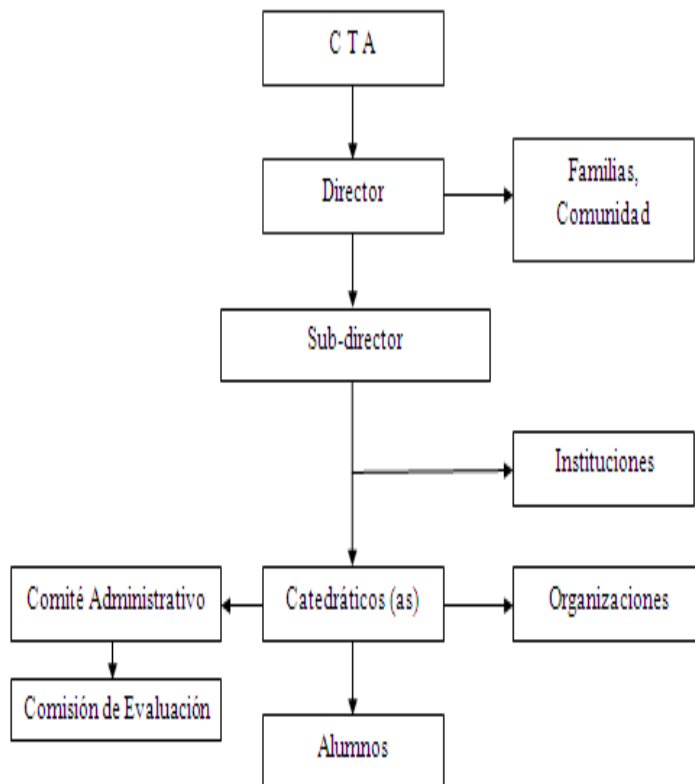 C T A
Director
Familias,
Comunidad
Sub-director
Instituciones
Comité Administrativo
Catedráticos (as)
Organizaciones
Comisión de Evaluación
Alumnos